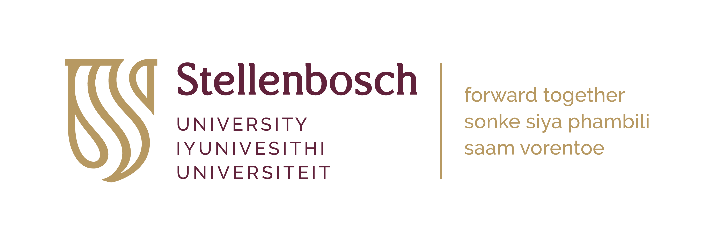 Stellenbosch
UNIVERSITY
IYUNIVESITHI
UNIVERSITEIT
forward together
sonke siya phambili
saam vorentoe